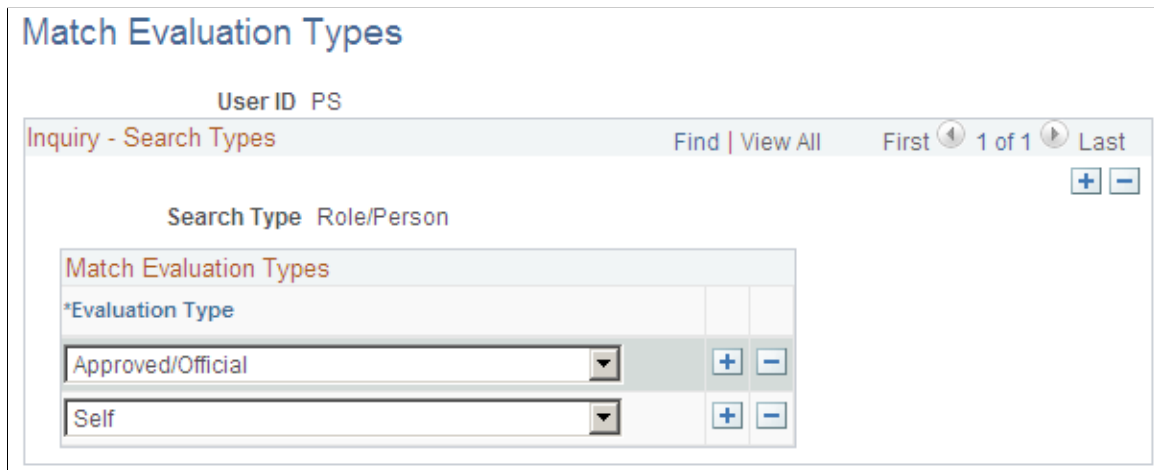 Match Evaluation Types
User ID PS
Inquiry - Search Types Find | View All First 1 of 1 Last
Search Type Role/Person
Match Evaluation Types
*Evaluation Type
Approved/Official
Self